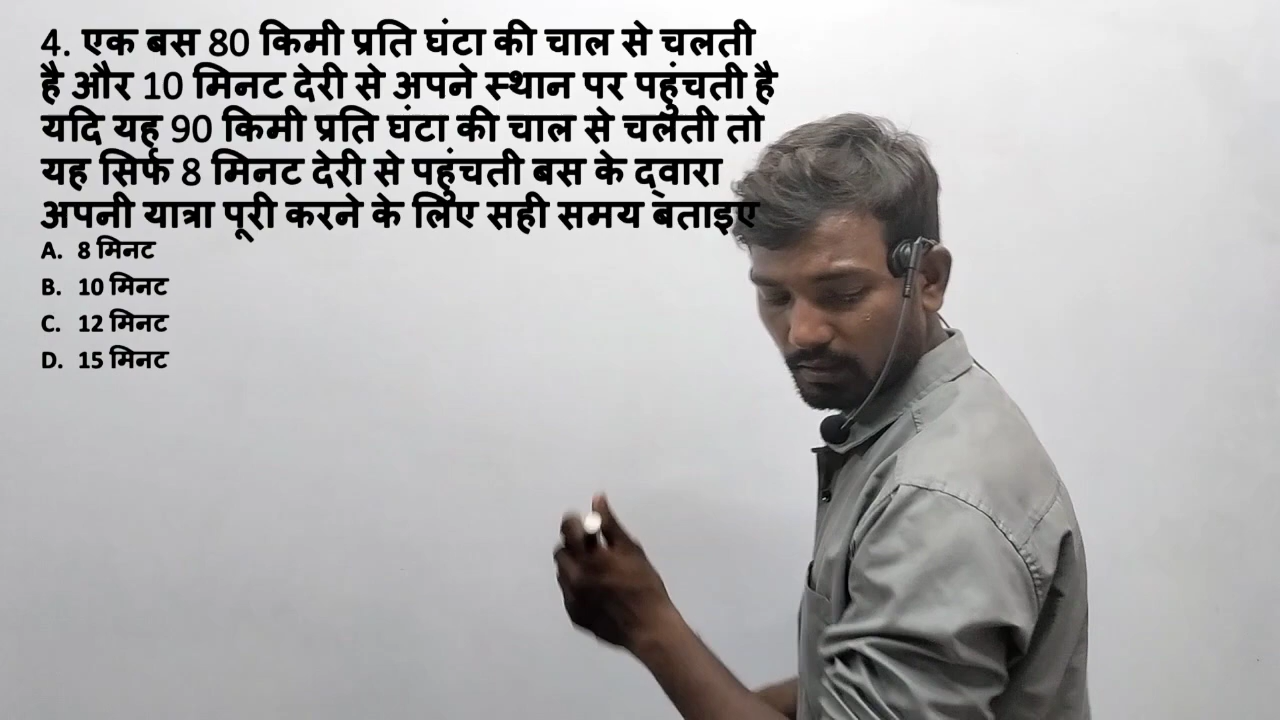 4. एक बस 80 किमी प्रति घंटा की चाल से चलती
है और 10 मिनट देरी से अपने स्थान पर पहुंचती है
यदि यह 90 किमी प्रति घंटा की चाल से चलती तो
यह सिर्फ 8 मिनट देरी से पहुंचती बस के द्वारा
अपनी यात्रा पूरी करने के लिए सही समय बताइए
A. 8 मिनट
B. 10 मिनट
C. 12 मिनट
D. 15 मिनट